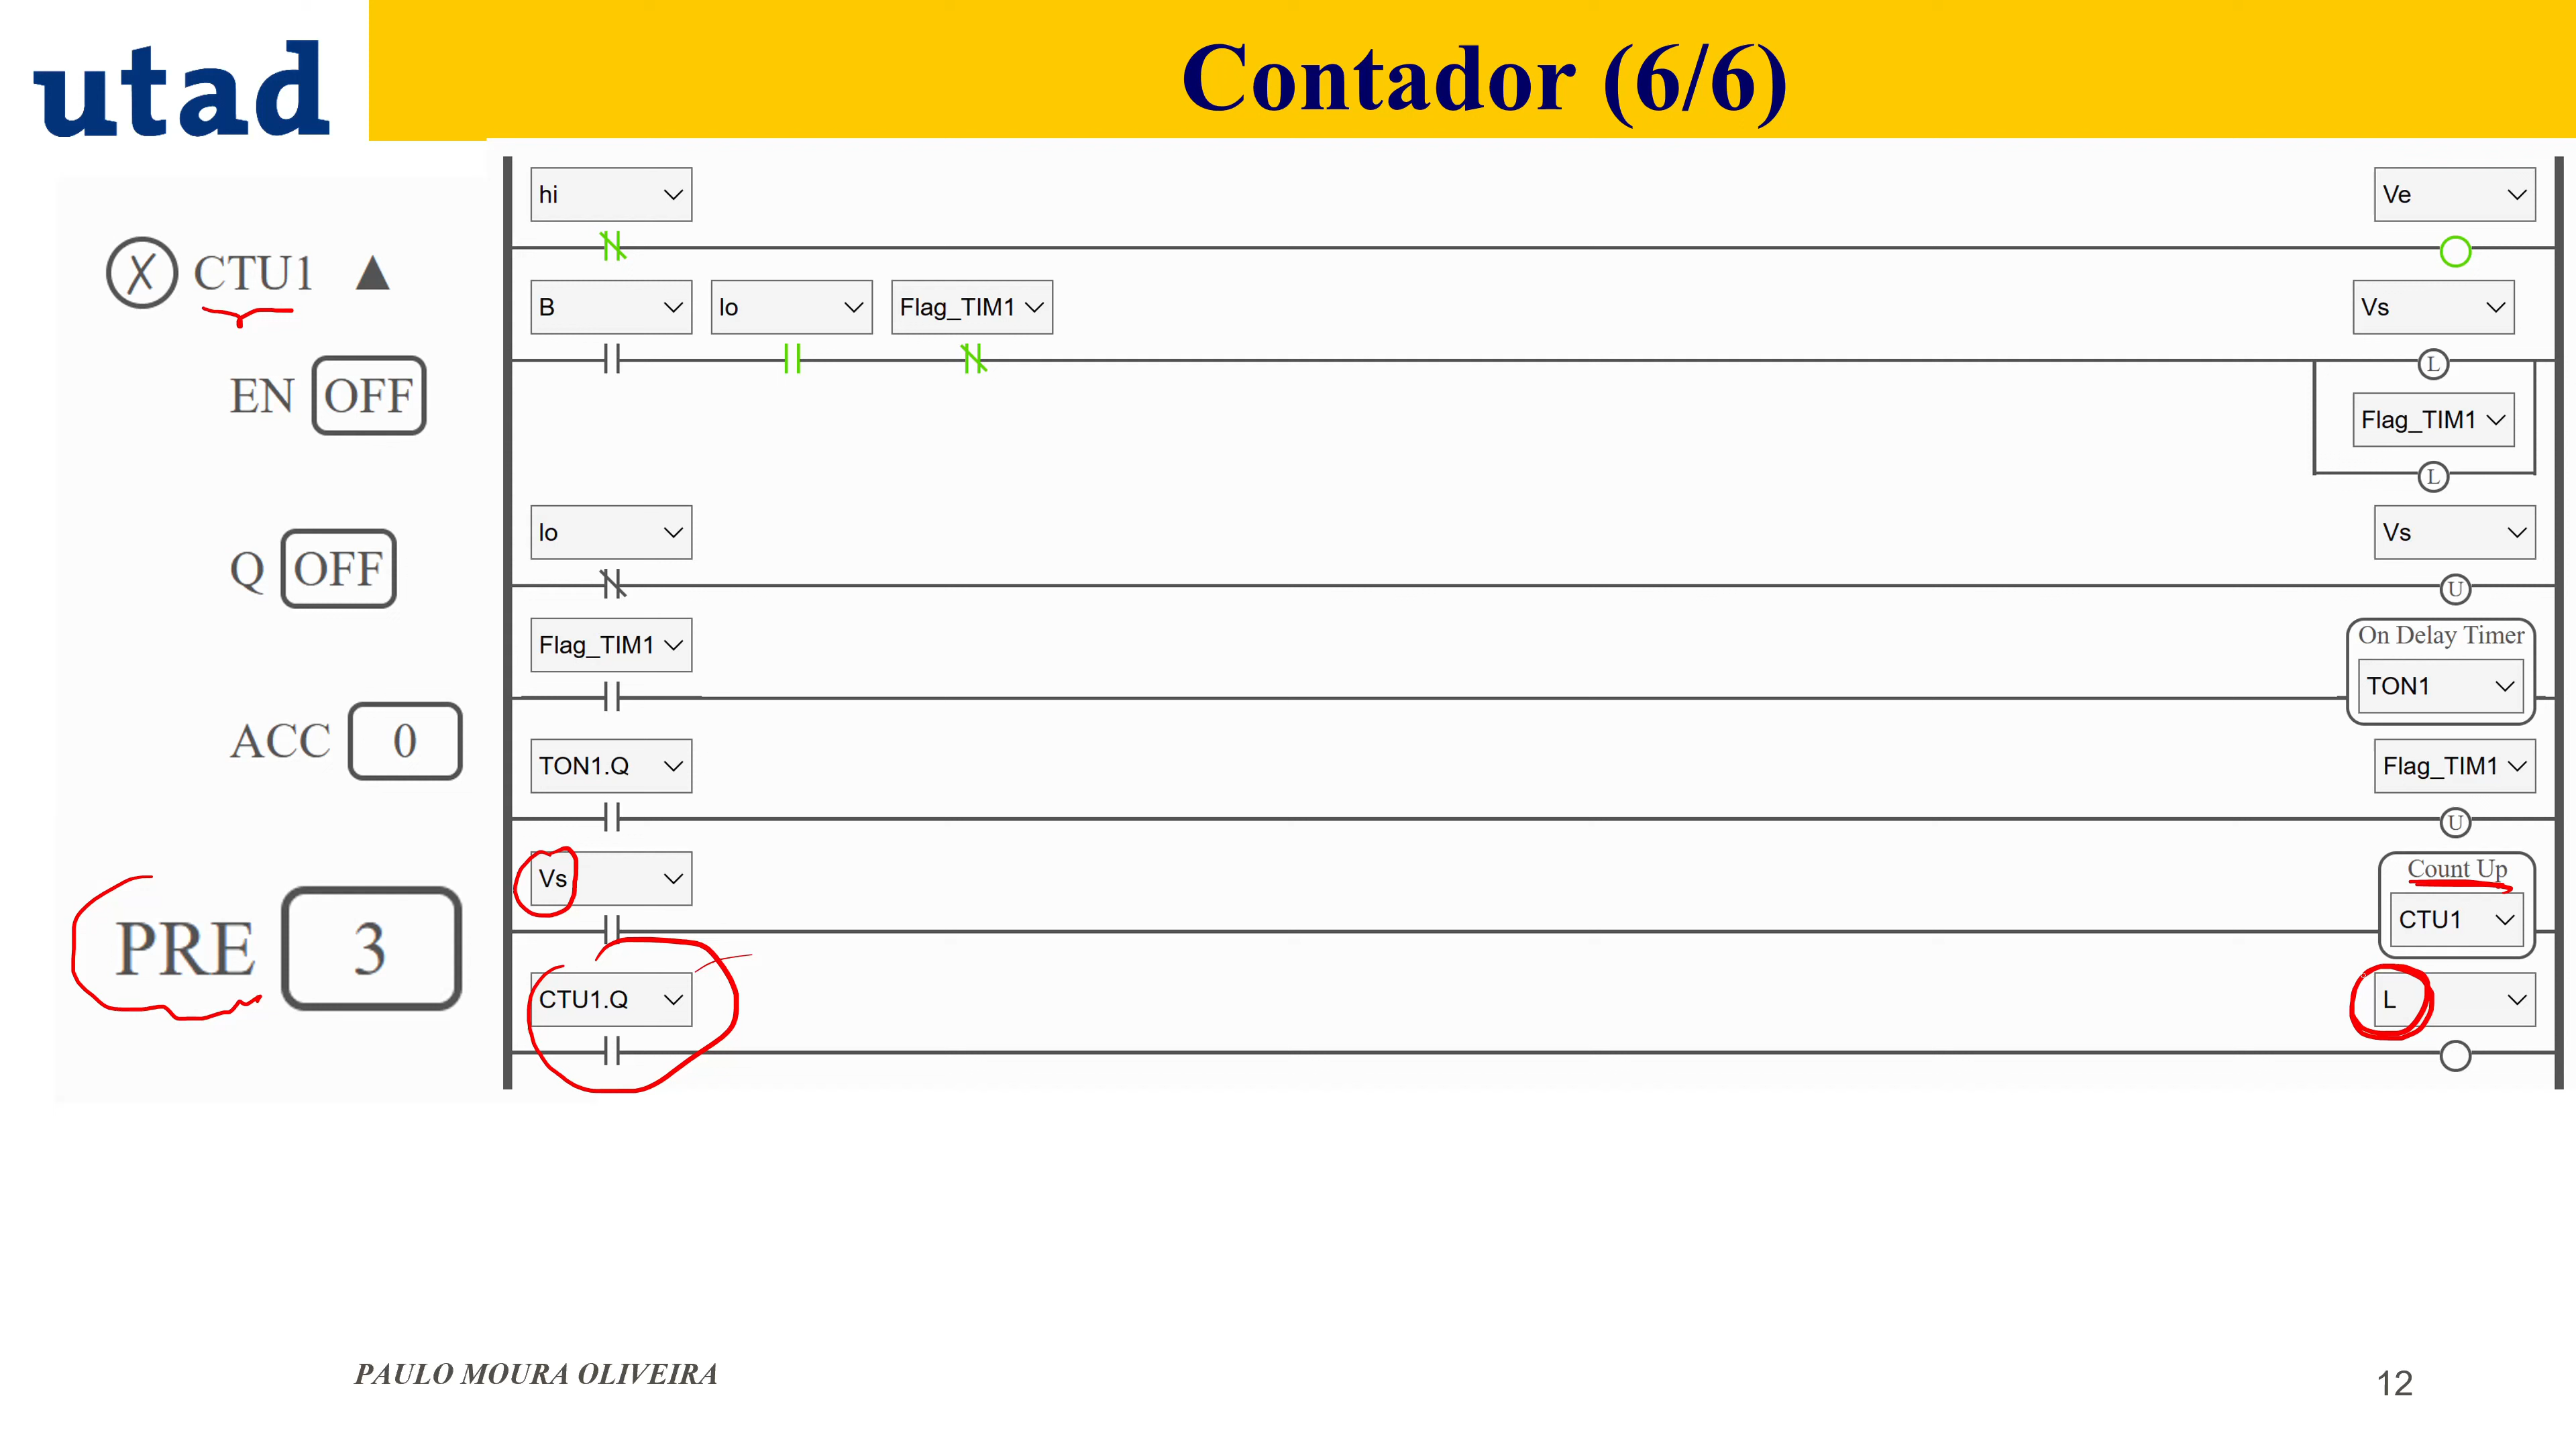 utad
Contador (6/6)
hi
Ve
CTU1 ▲
B
lo
Flag_TIM1
Vs
L
EN OFF
Flag_TIM1
L
lo
Vs
Q OFF
U
Flag_TIM1
On Delay Timer
TON1
ACC 0
TON1.Q
Flag_TIM1
U
Vs
Count Up
CTU1
PRE 3
CTU1.Q
L
PAULO MOURA OLIVEIRA
12